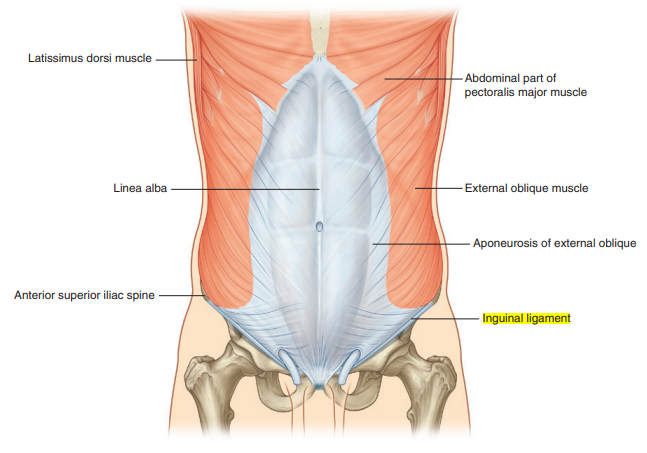 Latissimus dorsi muscle
Abdominal part of
pectoralis major muscle
Linea alba
External oblique muscle
Aponeurosis of external oblique
Anterior superior iliac spine
Inguinal ligament